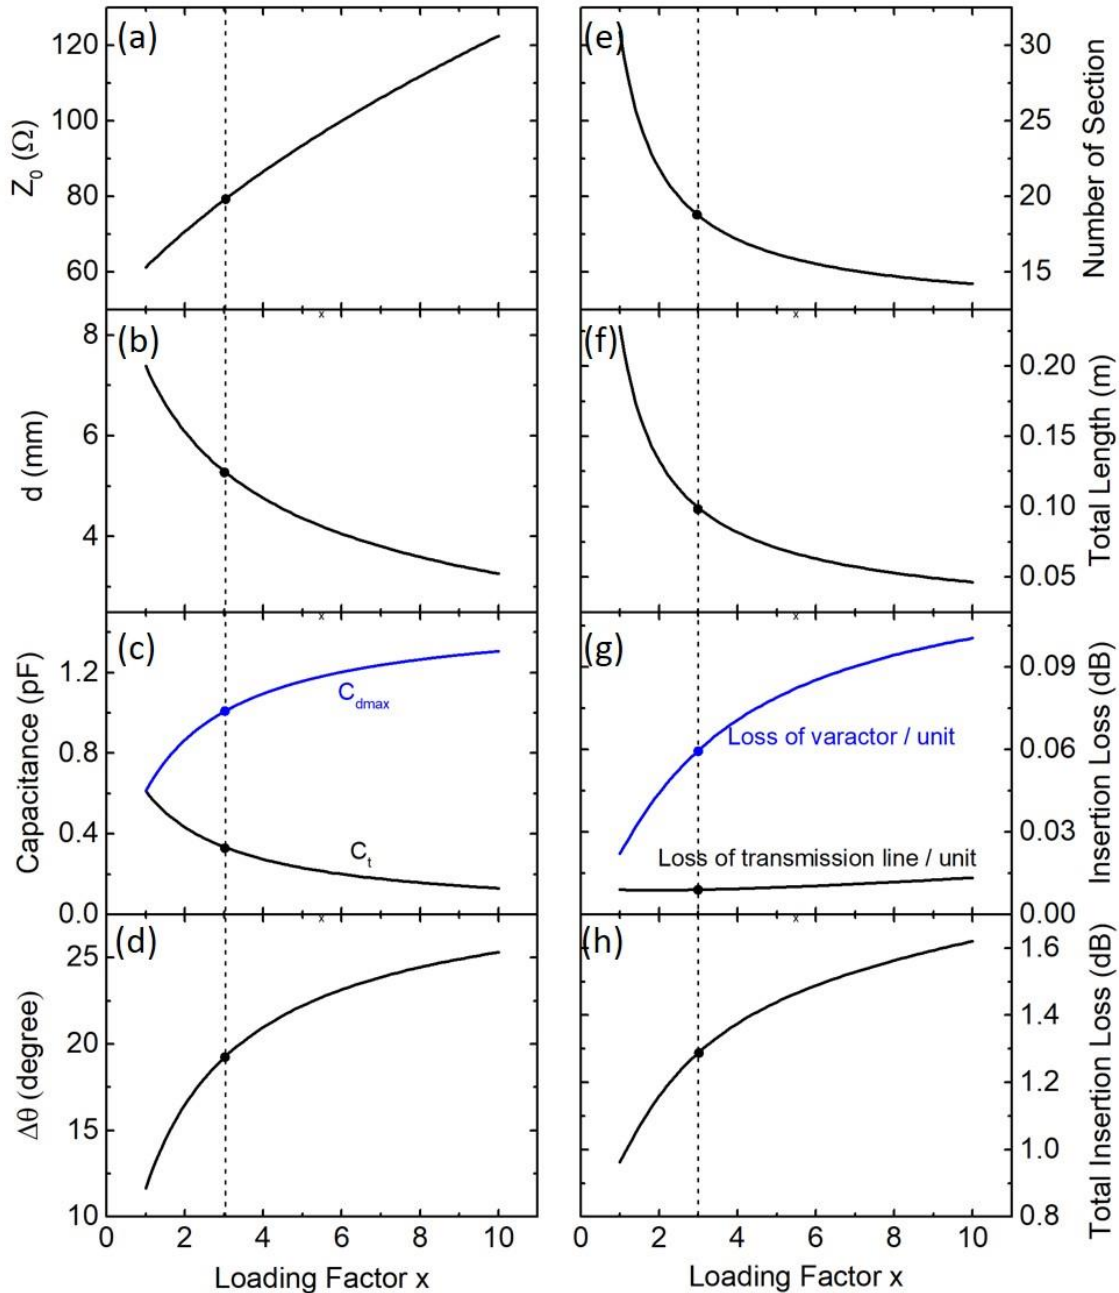 (a)
120
100
80
60
Z0 (Ω)
x
(b)
8
6
4
d (mm)
(c)
1.2
0.8
0.4
0.0
Capacitance (pF)
Cdmax
Ct
x
(d)
25
20
15
10
Δθ (degree)
0 2 4 6 8 10
Loading Factor x
(e)
30
25
20
15
Number of Section
x
(f)
0.20
0.15
0.10
0.05
Total Length (m)
(g)
0.09
0.06
0.03
0.00
Insertion Loss (dB)
Loss of varactor / unit
Loss of transmission line / unit
x
(h)
1.6
1.4
1.2
1.0
0.8
Total Insertion Loss (dB)
0 2 4 6 8 10
Loading Factor x